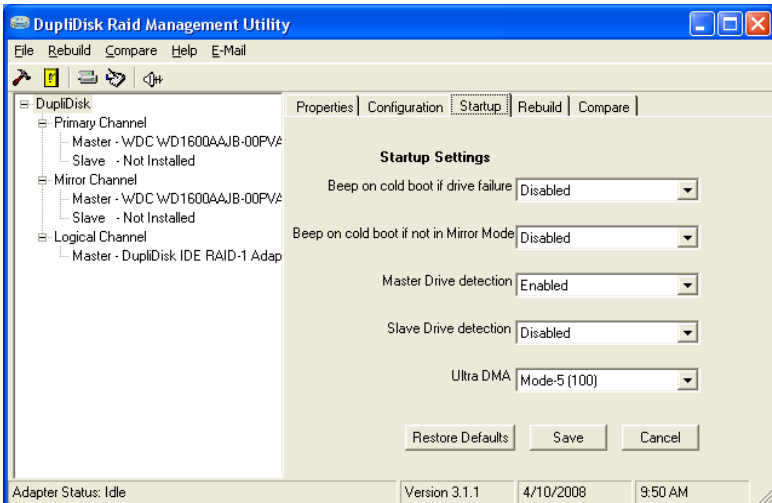 DupliDisk Raid Management Utility
File Rebuild Compare Help E-Mail
DupliDisk
Primary Channel
Master - WDC WD1600AAJB-00PVA
Slave - Not Installed
Mirror Channel
Master - WDC WD1600AAJB-00PVA
Slave - Not Installed
Logical Channel
Master - DupliDisk IDE RAID-1 Adap
Properties Configuration Startup Rebuild Compare
Startup Settings
Beep on cold boot if drive failure Disabled
Beep on cold boot if not in Mirror Mode Disabled
Master Drive detection Enabled
Slave Drive detection Disabled
Ultra DMA Mode-5 (100)
Restore Defaults Save Cancel
Adapter Status: Idle Version 3.1.1 4/10/2008 9:50 AM